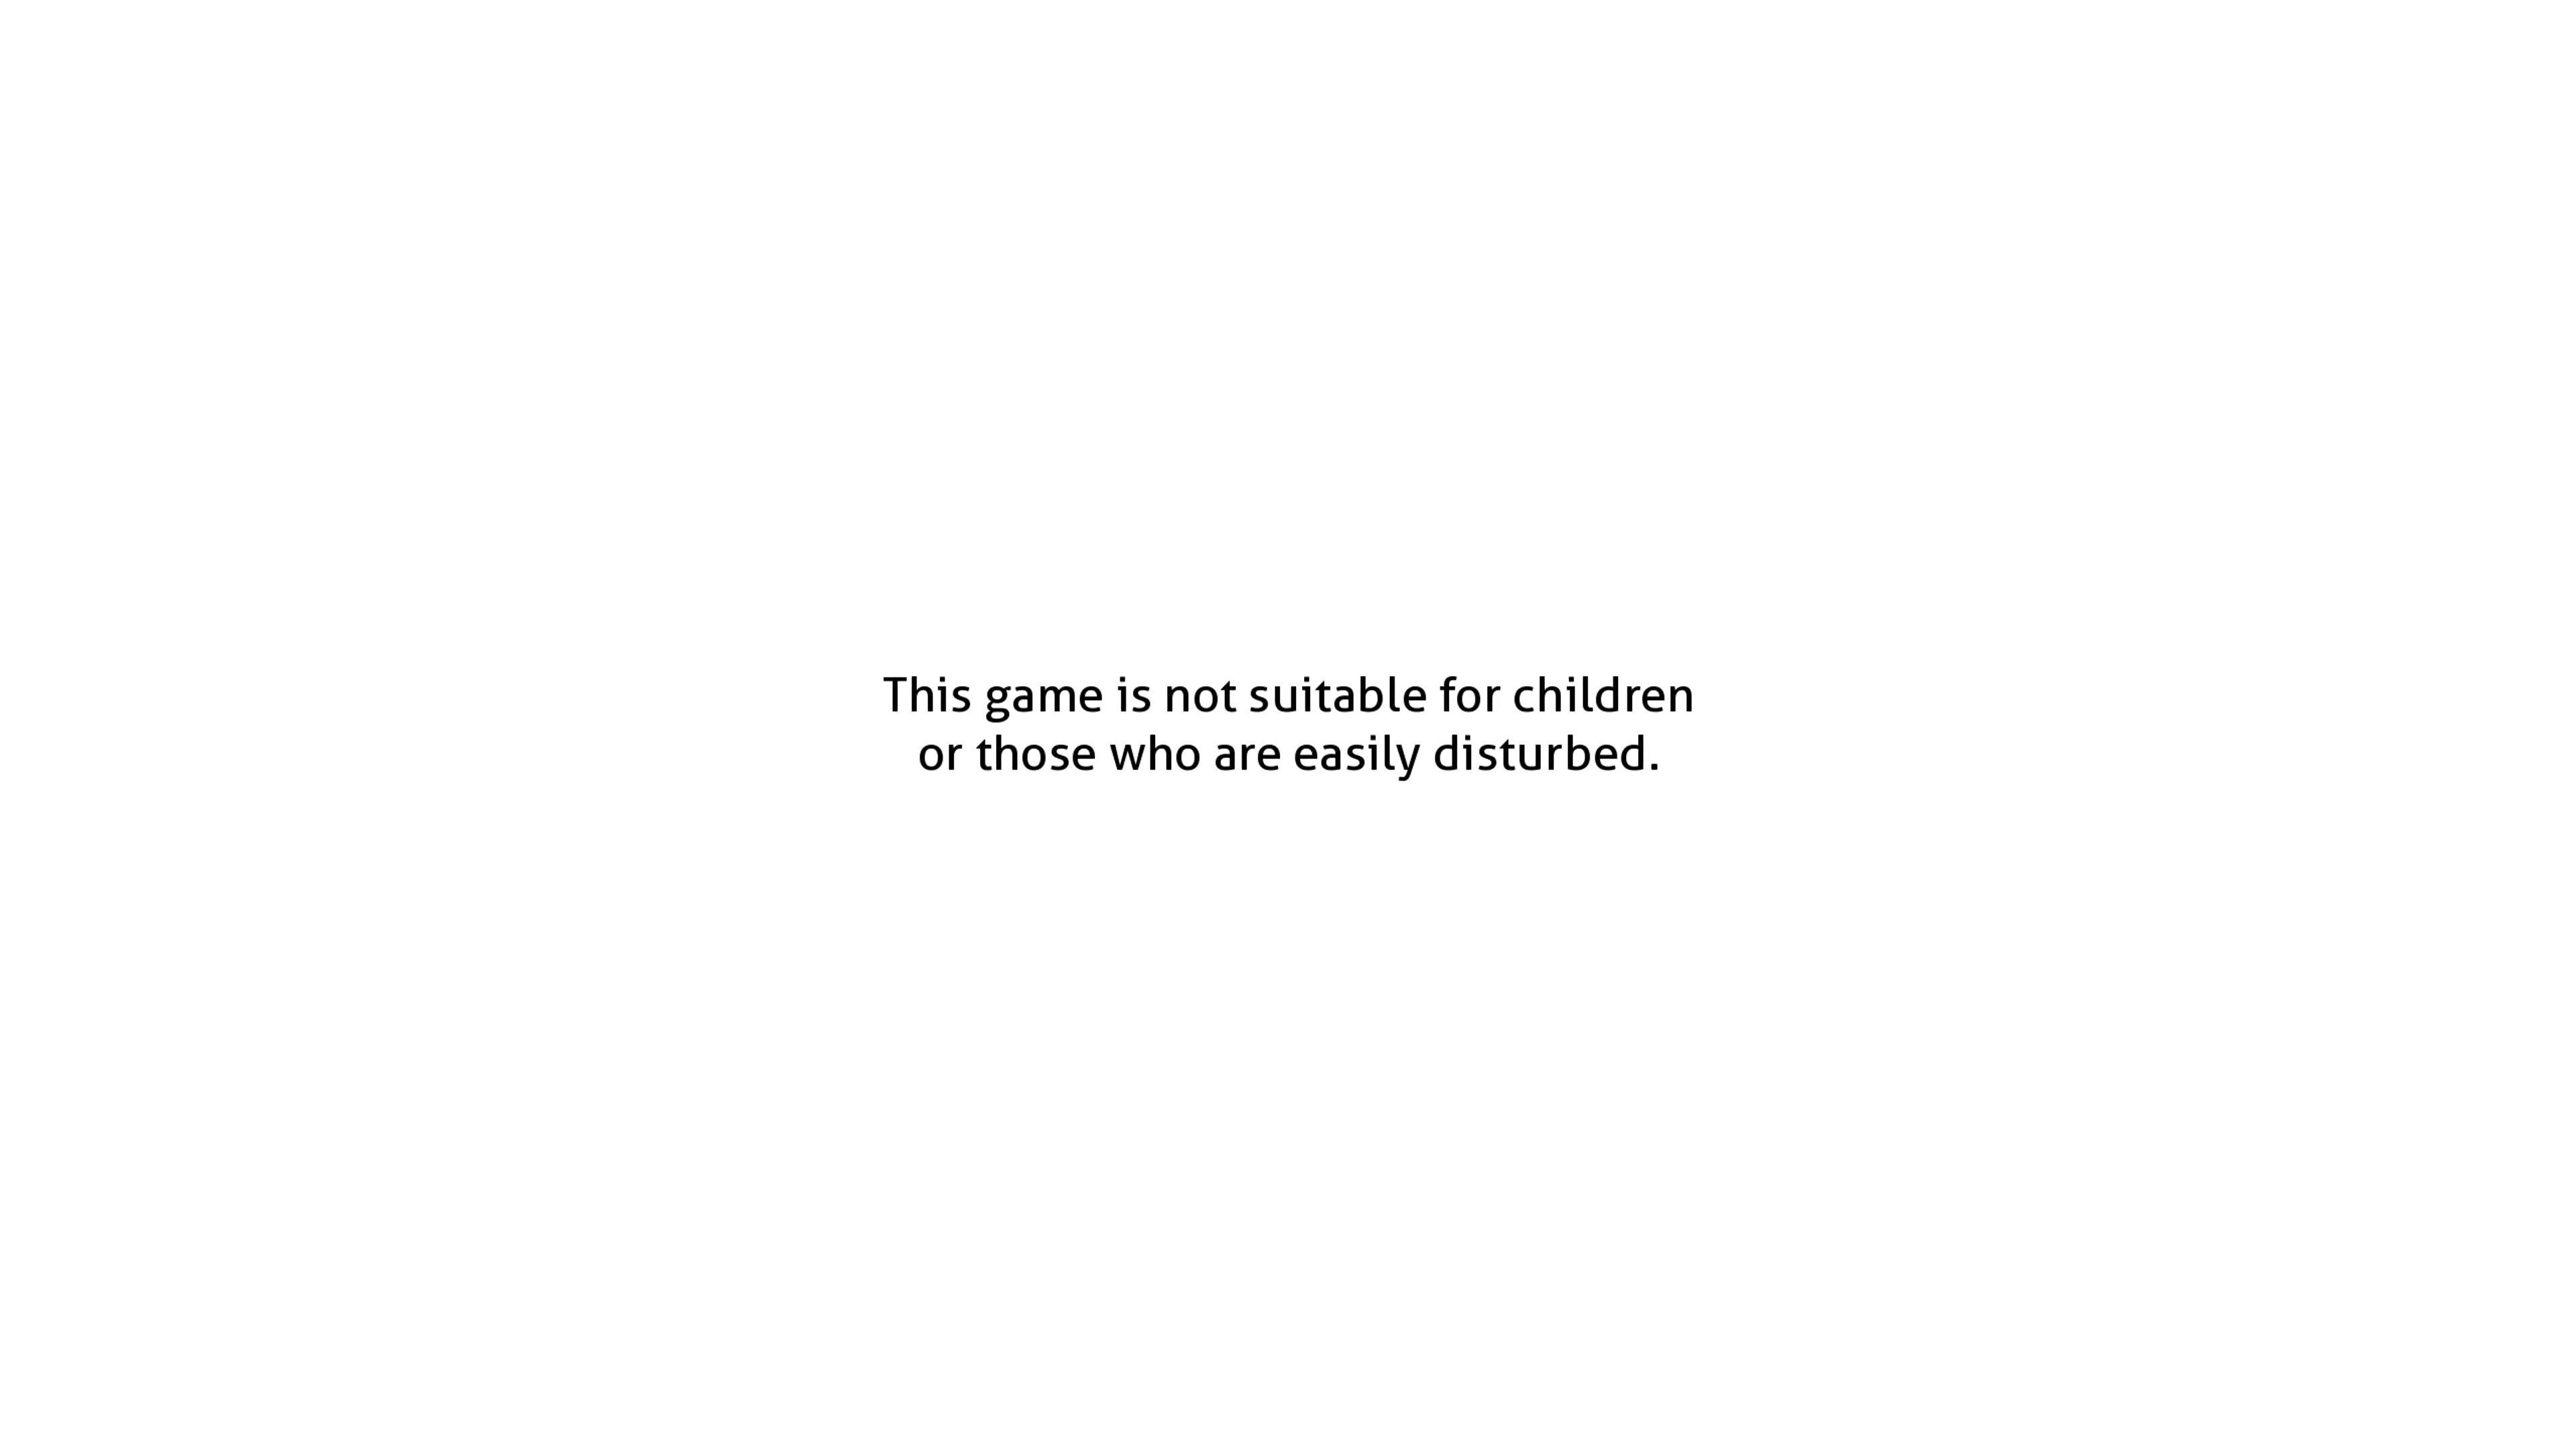 This game is not suitable for children
or those who are easily disturbed.